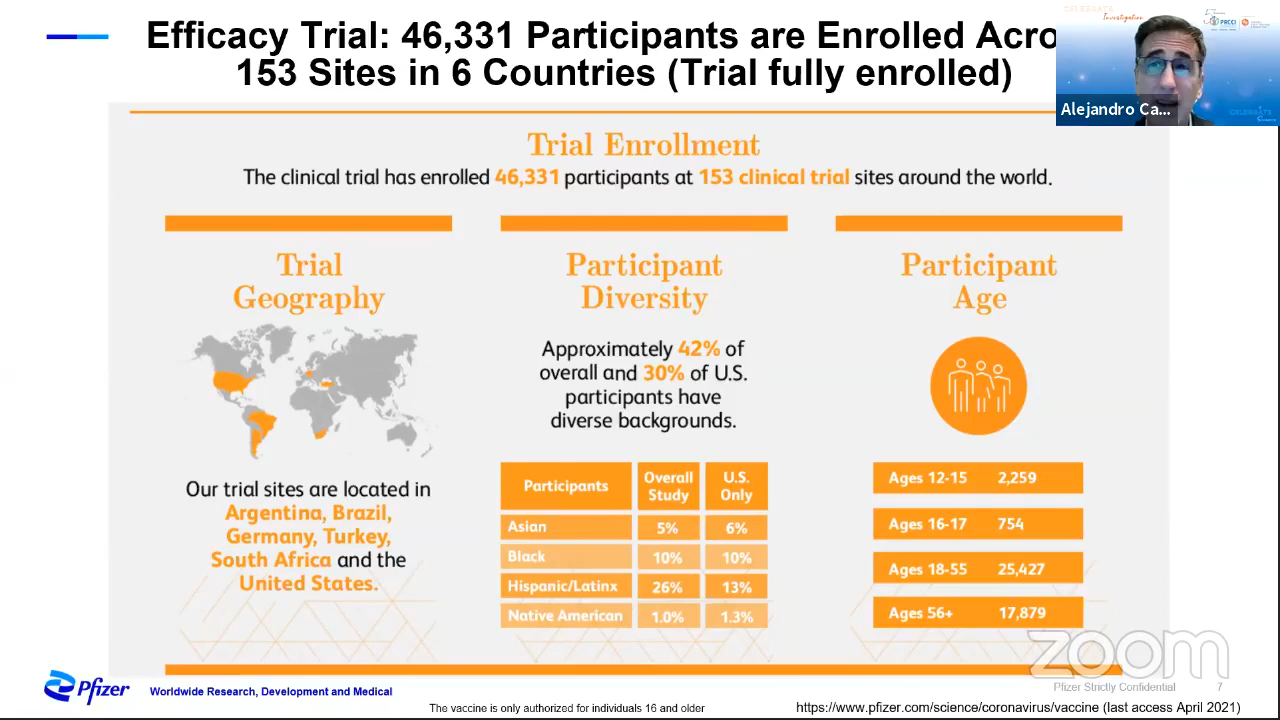 Efficacy Trial: 46,331 Participants are Enrolled Acro
153 Sites in 6 Countries (Trial fully enrolled)
Alejandro Ca...
Trial Enrollment
The clinical trial has enrolled 46,331 participants at 153 clinical trial sites around the world.
Trial
Geography
Our trial sites are located in
Argentina, Brazil,
Germany, Turkey,
South Africa and the
United States.
Participant
Diversity
Approximately 42% of
overall and 30% of U.S.
participants have
diverse backgrounds.
Participants Overall Study U.S. Only
Asian 5% 6%
Black 10% 10%
Hispanic/Latinx 26% 13%
Native American 1.0% 1.3%
Participant
Age
Ages 12-15 2,259
Ages 16-17 754
Ages 18-55 25,427
Ages 56+ 17,879
zoom
Pfizer Worldwide Research, Development and Medical
Pfizer Strictly Confidential 7
The vaccine is only authorized for individuals 16 and older
https://www.pfizer.com/science/coronavirus/vaccine (last access April 2021)